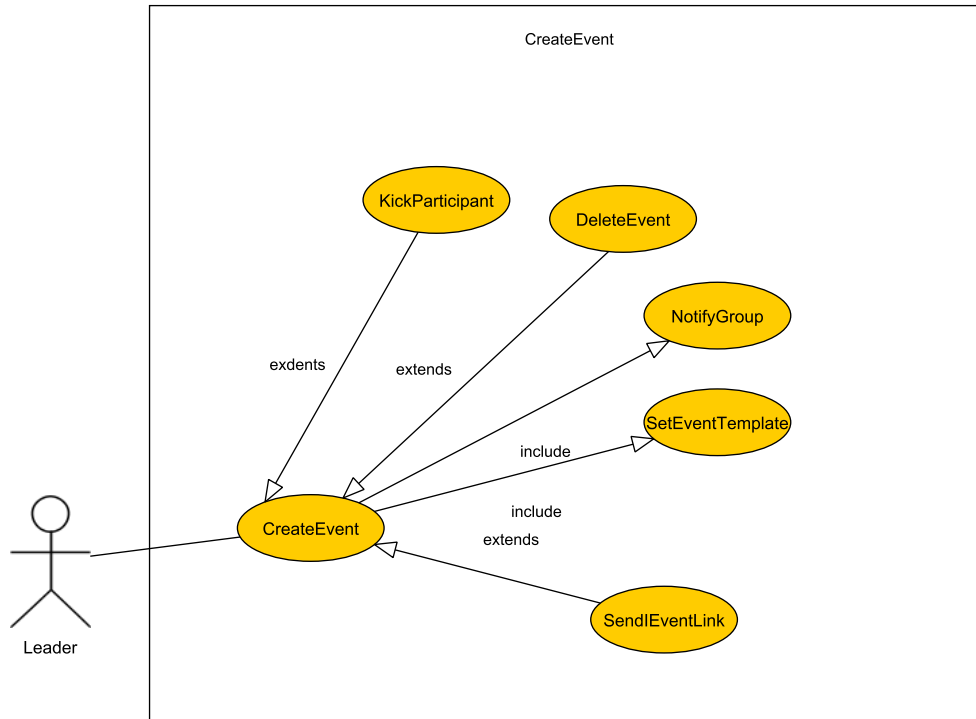 CreateEvent
KickParticipant
DeleteEvent
NotifyGroup
exdents
extends
SetEventTemplate
include
include
CreateEvent
extends
SendIEventLink
Leader